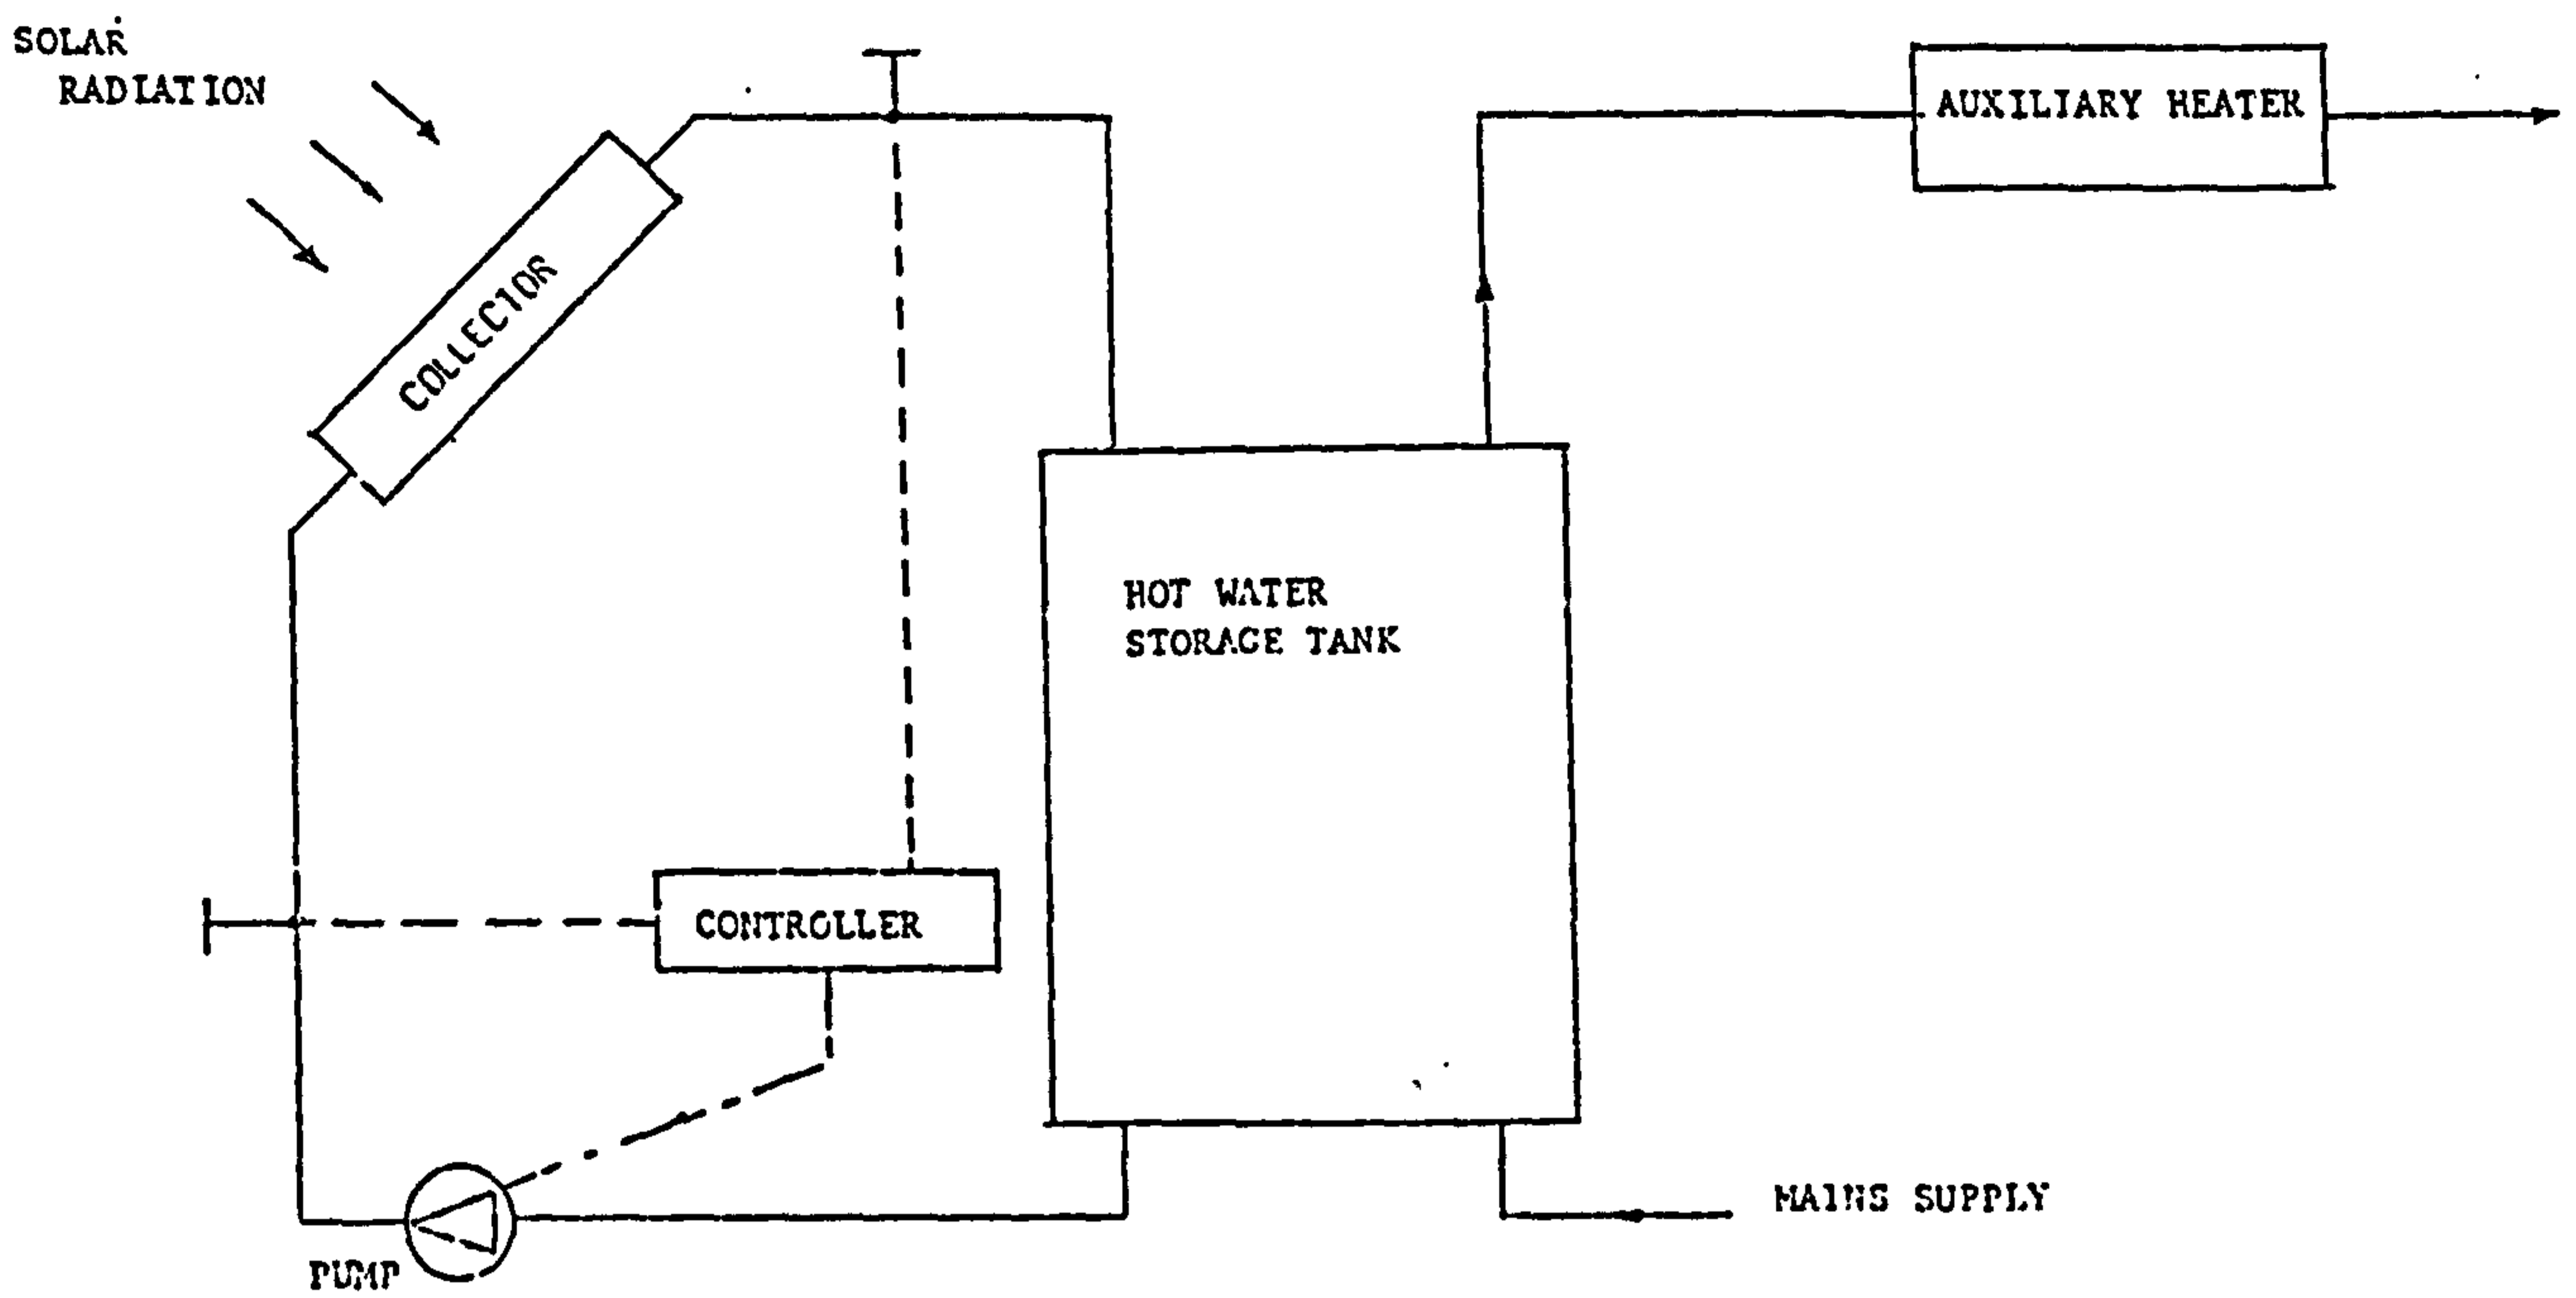 SOLAR
RADIATION
AUXILIARY HEATER
COLLECTOR
HOT WATER
STORAGE TANK
CONTROLLER
MAINS SUPPLY
PUMP